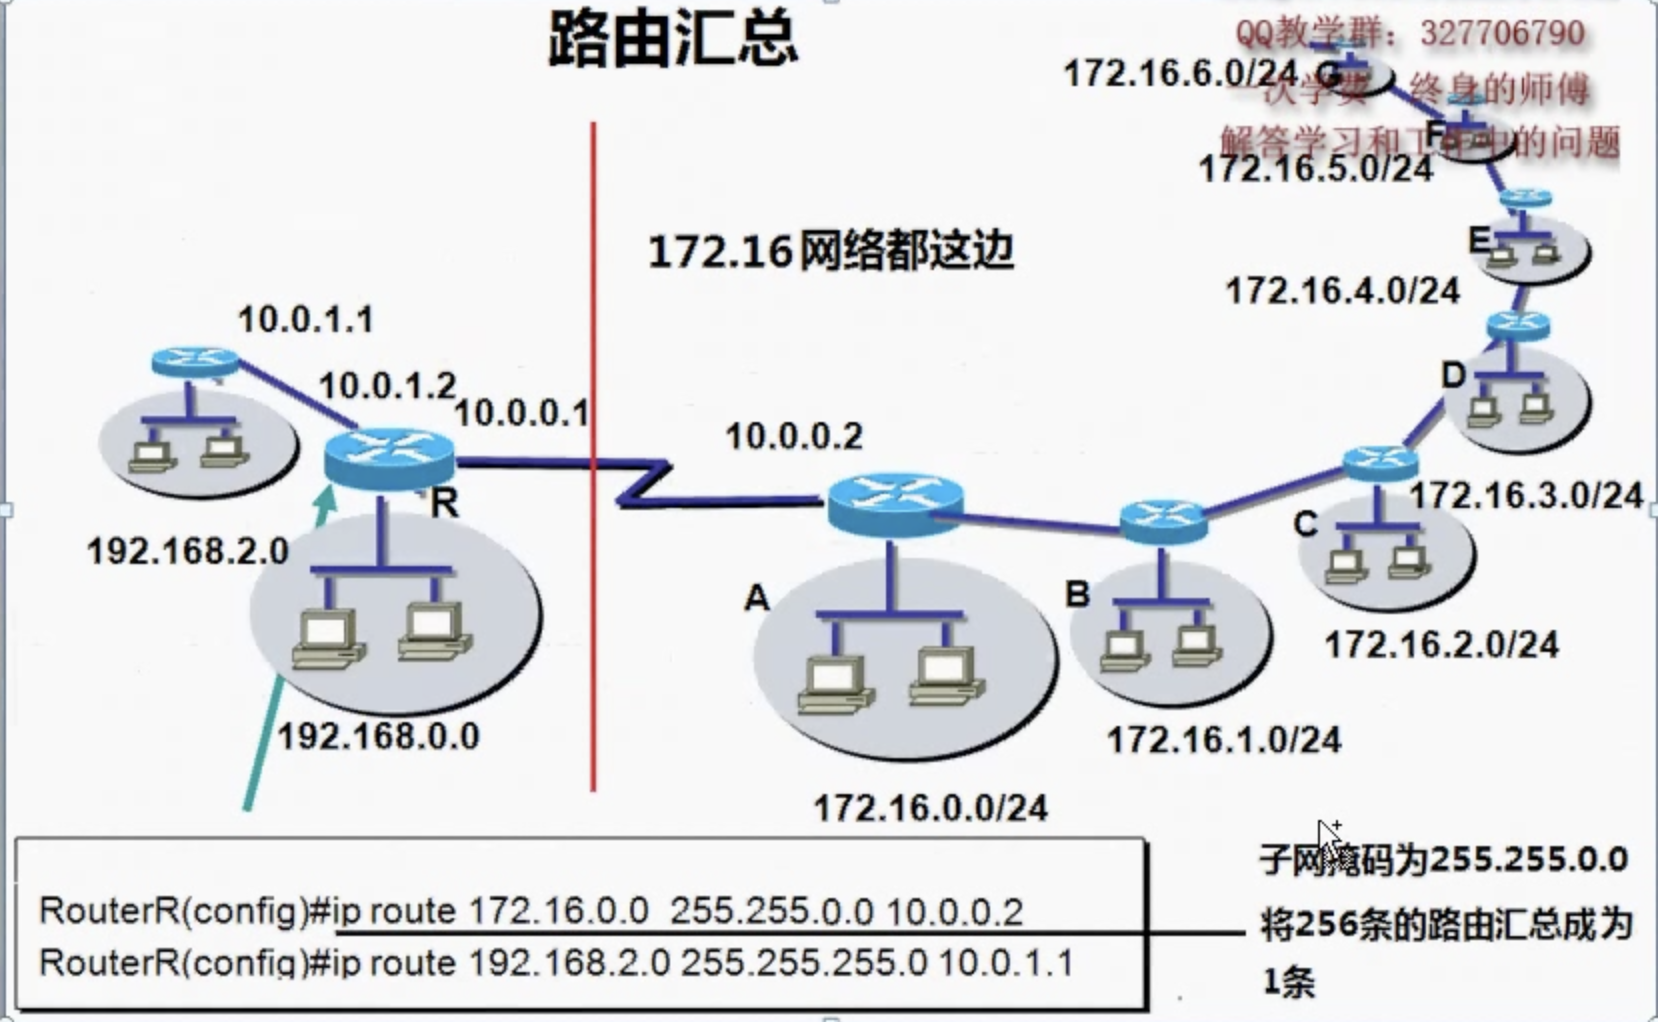 路由汇总
QQ教学群：327706790
172.16.6.0/24 G
一次学费 终身的师傅
F
解答学习和工作中的问题
172.16.5.0/24
E
172.16网络都这边
172.16.4.0/24
10.0.1.1
D
10.0.1.2
10.0.0.1
10.0.0.2
172.16.3.0/24
R
C
192.168.2.0
A
B
172.16.2.0/24
192.168.0.0
172.16.1.0/24
172.16.0.0/24
子网掩码为255.255.0.0
将256条的路由汇总成为
1条
RouterR(config)#ip route 172.16.0.0 255.255.0.0 10.0.0.2
RouterR(config)#ip route 192.168.2.0 255.255.255.0 10.0.1.1